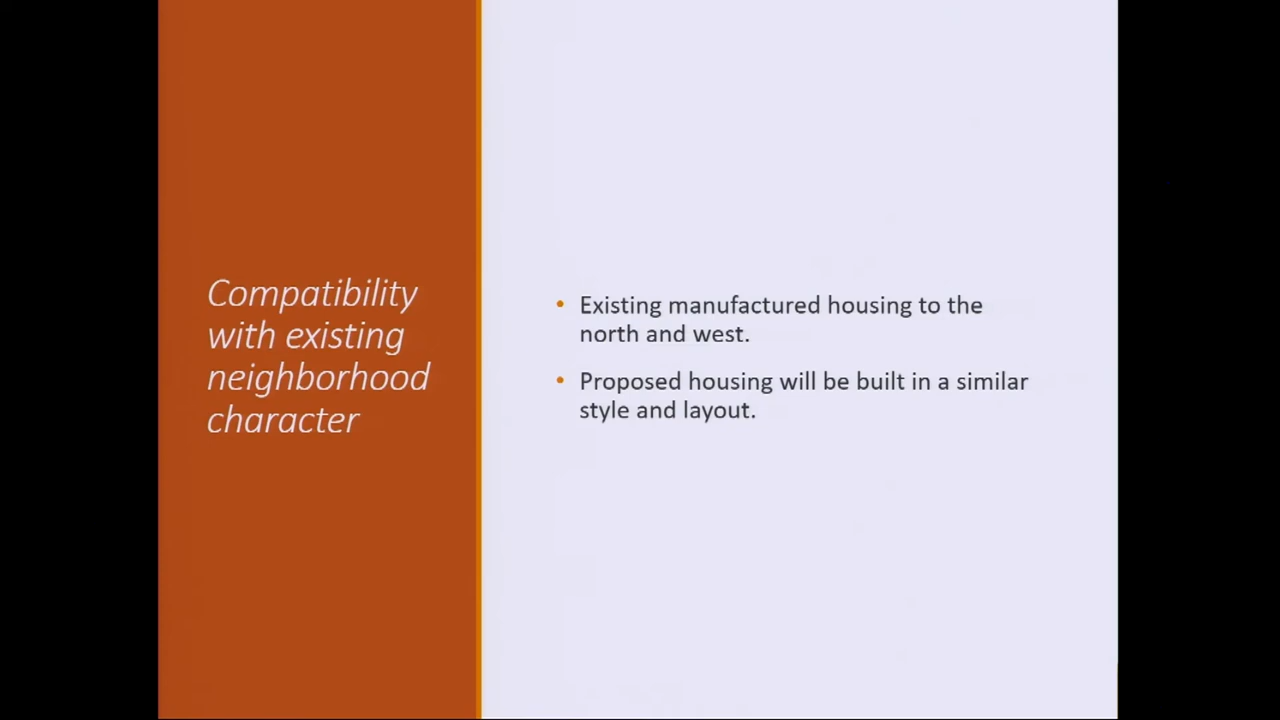 Compatibility
with existing
neighborhood
character
• Existing manufactured housing to the
north and west.
• Proposed housing will be built in a similar
style and layout.